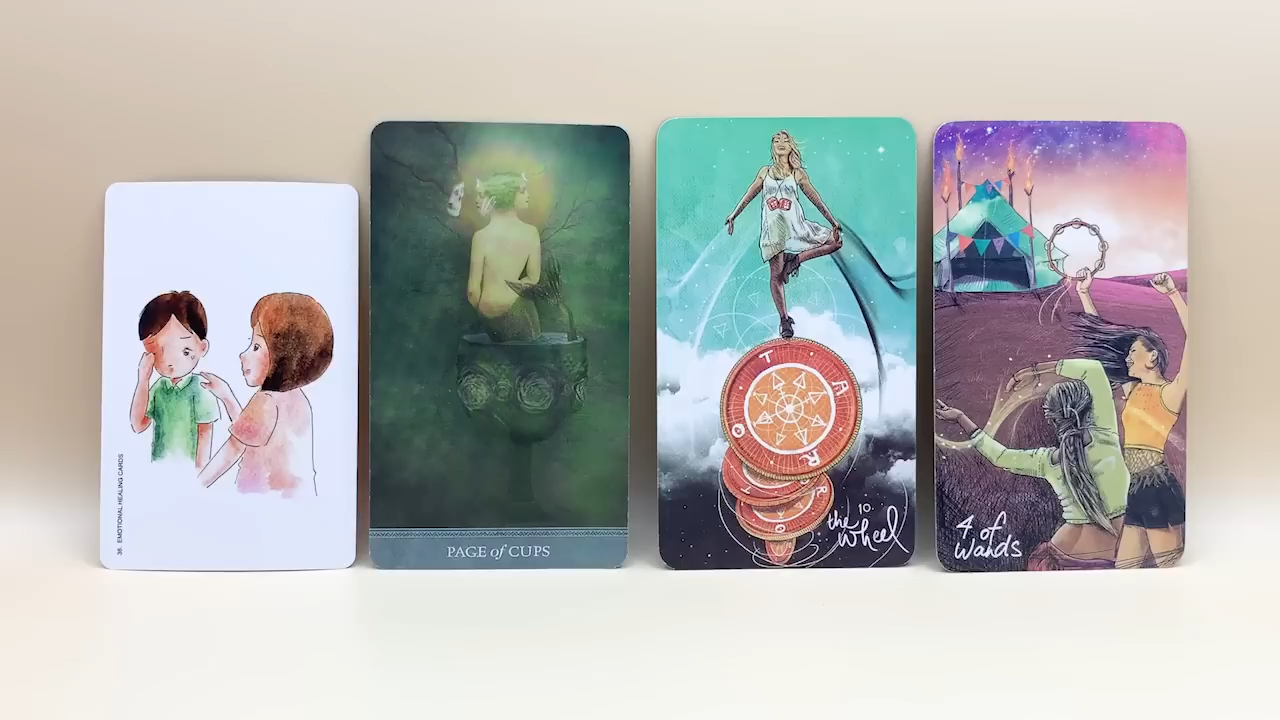 36. EMOTIONAL HEALING CARDS
PAGE of CUPS
T
A
R
O
10.
the
wheel
4 of
Wands